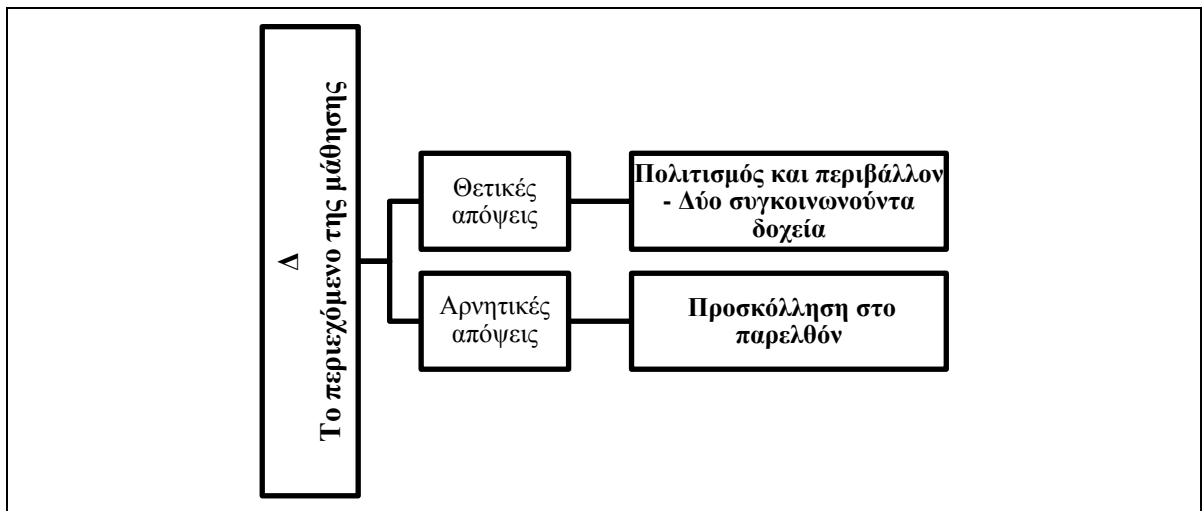 Δ
Το περιεχόμενο της μάθησης
Θετικές
απόψεις
Πολιτισμός και περιβάλλον
- Δύο συγκοινωνούντα
δοχεία
Αρνητικές
απόψεις
Προσκόλληση στο
παρελθόν